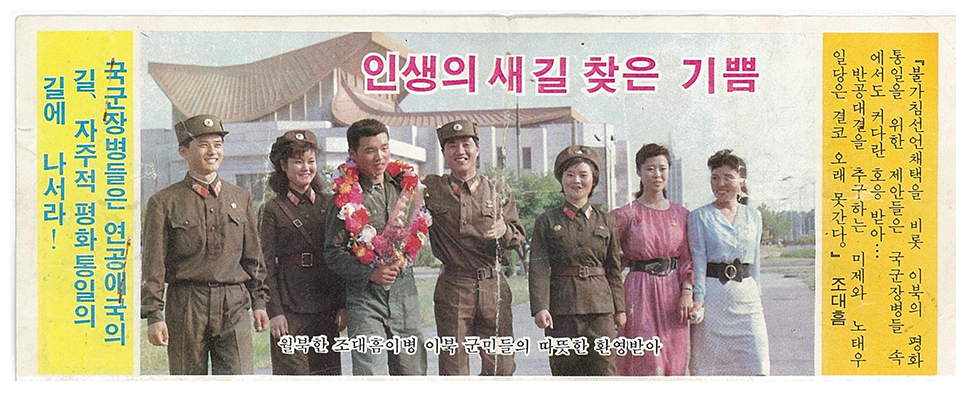 인생의 새길 찾은 기쁨
국군장병들은 연공애국의
길, 자주적 평화통일의
길에 나서라!
월북한 조대흠이병 이북 군민들의 따뜻한 환영받아
『불가침선언채택을 비롯 이북의 평화
통일을 위한 제안들은 국군장병들 속
에서도 커다란 호응 받아…
반공대결을 추구하는 미제와 노태우
일당은 결코 오래 못간다.』 조대흠